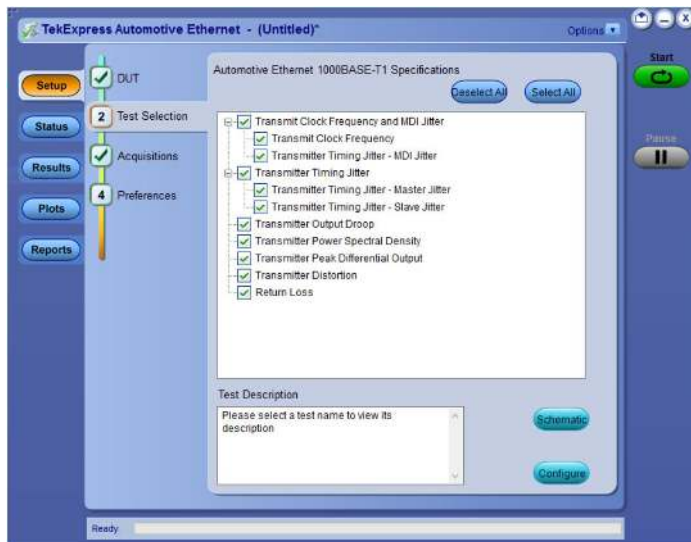 TekExpress Automotive Ethernet - (Untitled)*
Options
Start
Pause
Setup
Status
Results
Plots
Reports
DUT
2 Test Selection
Acquisitions
4 Preferences
Automotive Ethernet 1000BASE-T1 Specifications
Deselect All
Select All
Transmit Clock Frequency and MDI Jitter
Transmit Clock Frequency
Transmitter Timing Jitter - MDI Jitter
Transmitter Timing Jitter
Transmitter Timing Jitter - Master Jitter
Transmitter Timing Jitter - Slave Jitter
Transmitter Output Droop
Transmitter Power Spectral Density
Transmitter Peak Differential Output
Transmitter Distortion
Return Loss
Test Description
Please select a test name to view its
description
Schematic
Configure
Ready